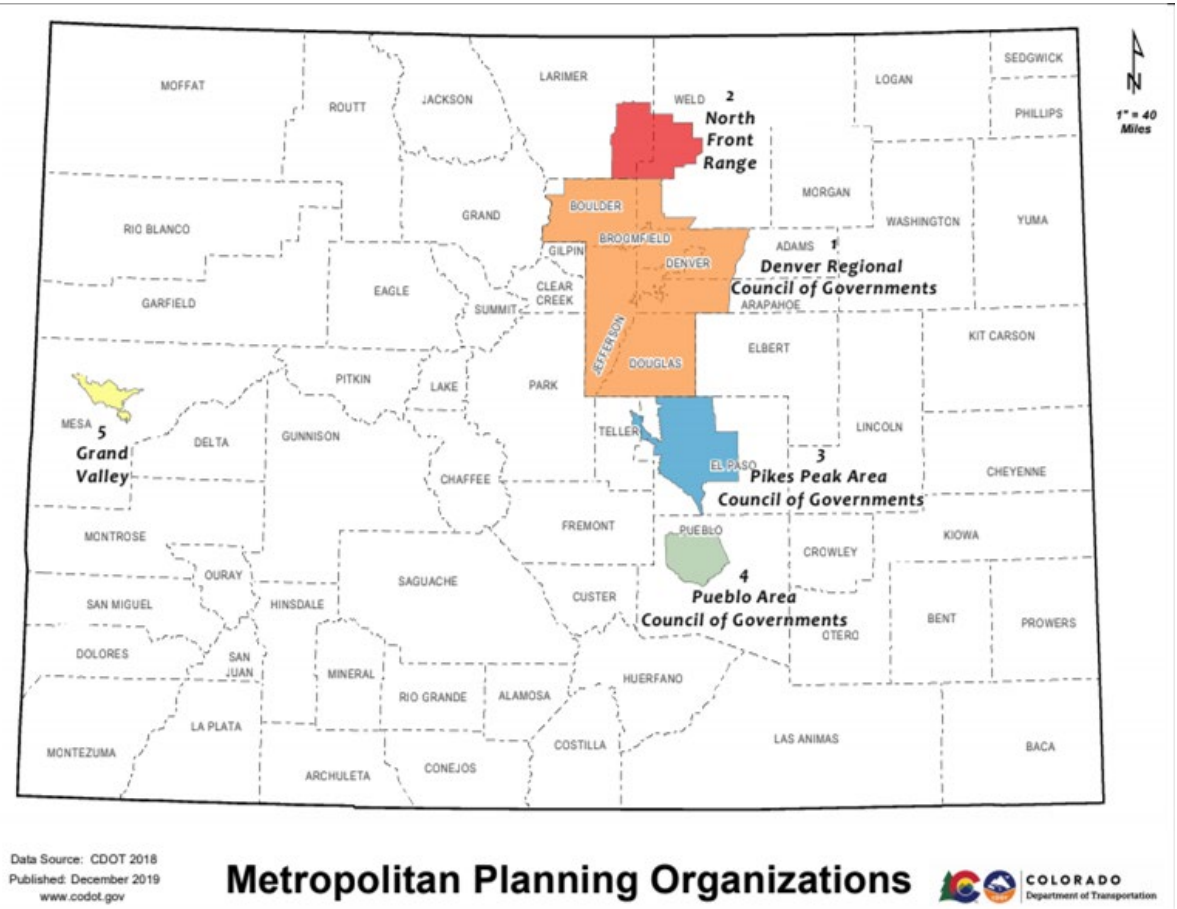 SEDGWICK
LOGAN
LARIMER
MOFFAT
WELD
2
North
Front
Range
JACKSON
ROUTT
PHILLIPS
N
1" = 40
Miles
MORGAN
BOULDER
GRAND
WASHINGTON
YUMA
RIO BLANCO
BROOMFIELD
ADAMS
1
Denver Regional
Council of Governments
GILPIN
DENVER
CLEAR
CREEK
EAGLE
GARFIELD
SUMMIT
ARAPAHOE
JEFFERSON
KIT CARSON
ELBERT
DOUGLAS
PITKIN
LAKE
PARK
MESA
5
Grand
Valley
DELTA
GUNNISON
TELLER
LINCOLN
EL PASO
3
Pikes Peak Area
Council of Governments
CHAFFEE
CHEYENNE
FREMONT
PUEBLO
MONTROSE
KIOWA
CROWLEY
OURAY
SAGUACHE
4
Pueblo Area
Council of Governments
CUSTER
SAN MIGUEL
HINSDALE
BENT
PROWERS
OTERO
DOLORES
SAN
JUAN
MINERAL
HUERFANO
RIO GRANDE
ALAMOSA
LA PLATA
MONTEZUMA
COSTILLA
LAS ANIMAS
BACA
ARCHULETA
CONEJOS
Data Source: CDOT 2018
Published: December 2019
www.codot.gov
Metropolitan Planning Organizations
COLORADO
Department of Transportation